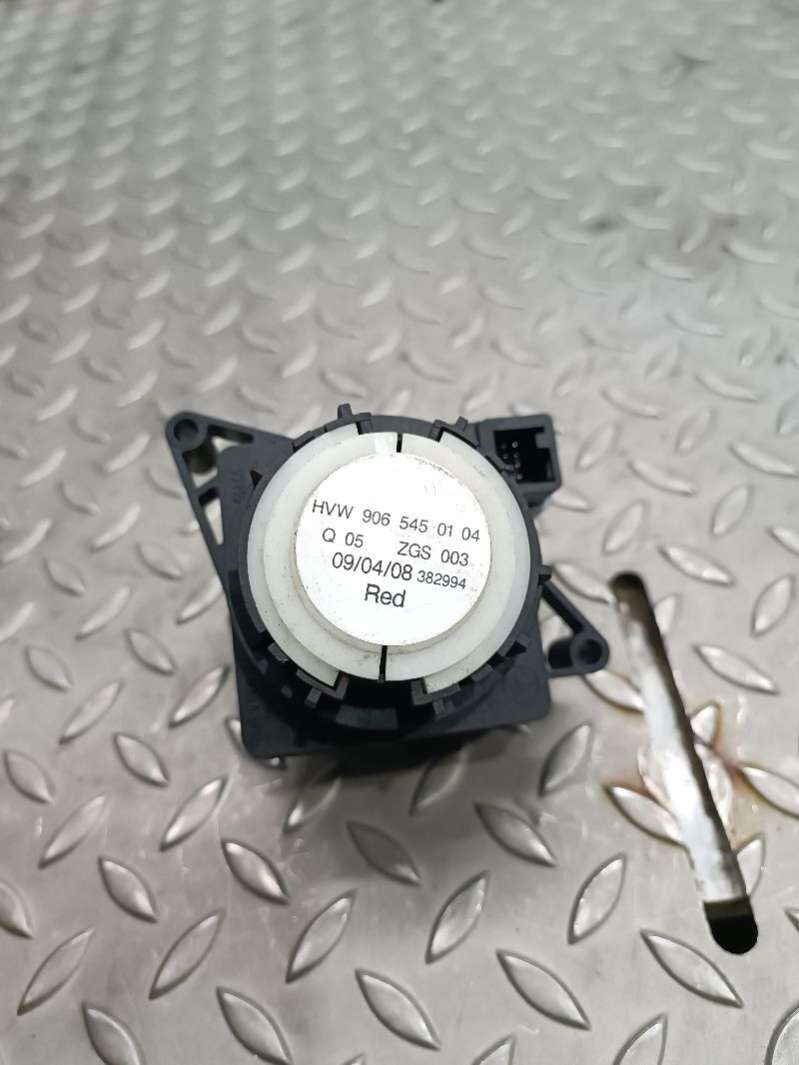 HVW 906 545 01 04
Q 05 ZGS 003
09/04/08 382994
Red